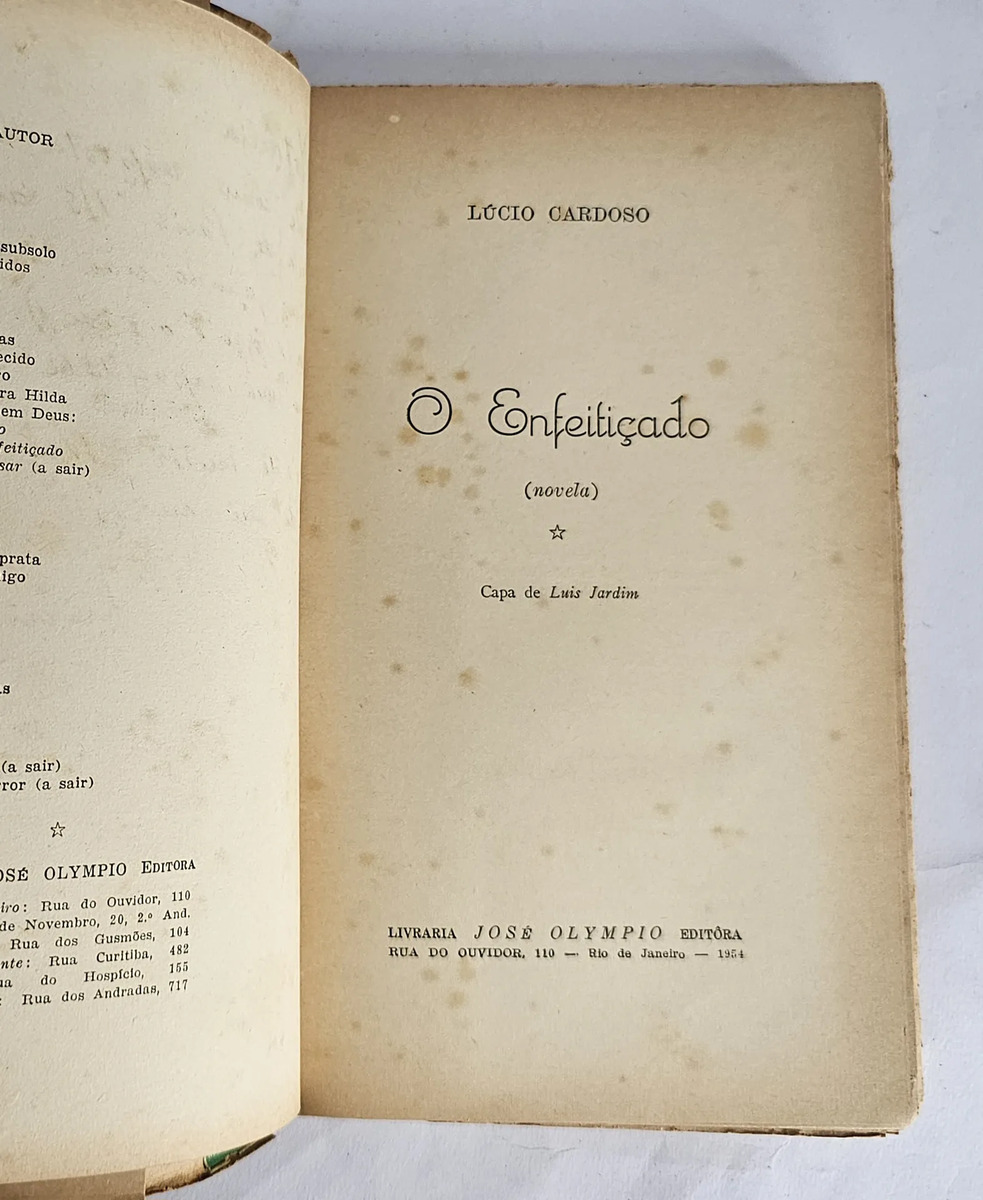 AUTOR
subsolo
idos
as
ecido
ro
ra Hilda
em Deus:
o
feitiçado
sar (a sair)
prata
igo
s
(a sair)
ror (a sair)
☆
OSÉ OLYMPIO EDITORA
iro: Rua do Ouvidor, 110
de Novembro, 20, 2.º And.
Rua dos Gusmões, 104
nte: Rua Curitiba, 482
ua do Hospício, 155
: Rua dos Andradas, 717
LÚCIO CARDOSO
O Enfeitiçado
(novela)
☆
Capa de Luis Jardim
LIVRARIA JOSÉ OLYMPIO EDITÔRA
RUA DO OUVIDOR, 110 — Rio de Janeiro — 1954